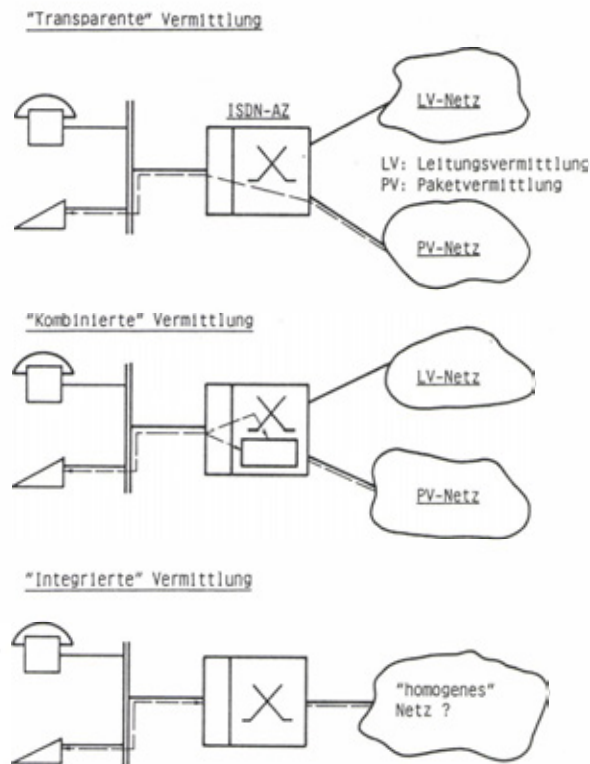 "Transparente" Vermittlung
ISDN-AZ
LV-Netz
LV: Leitungsvermittlung
PV: Paketvermittlung
PV-Netz
"Kombinierte" Vermittlung
LV-Netz
PV-Netz
"Integrierte" Vermittlung
"homogenes"
Netz ?